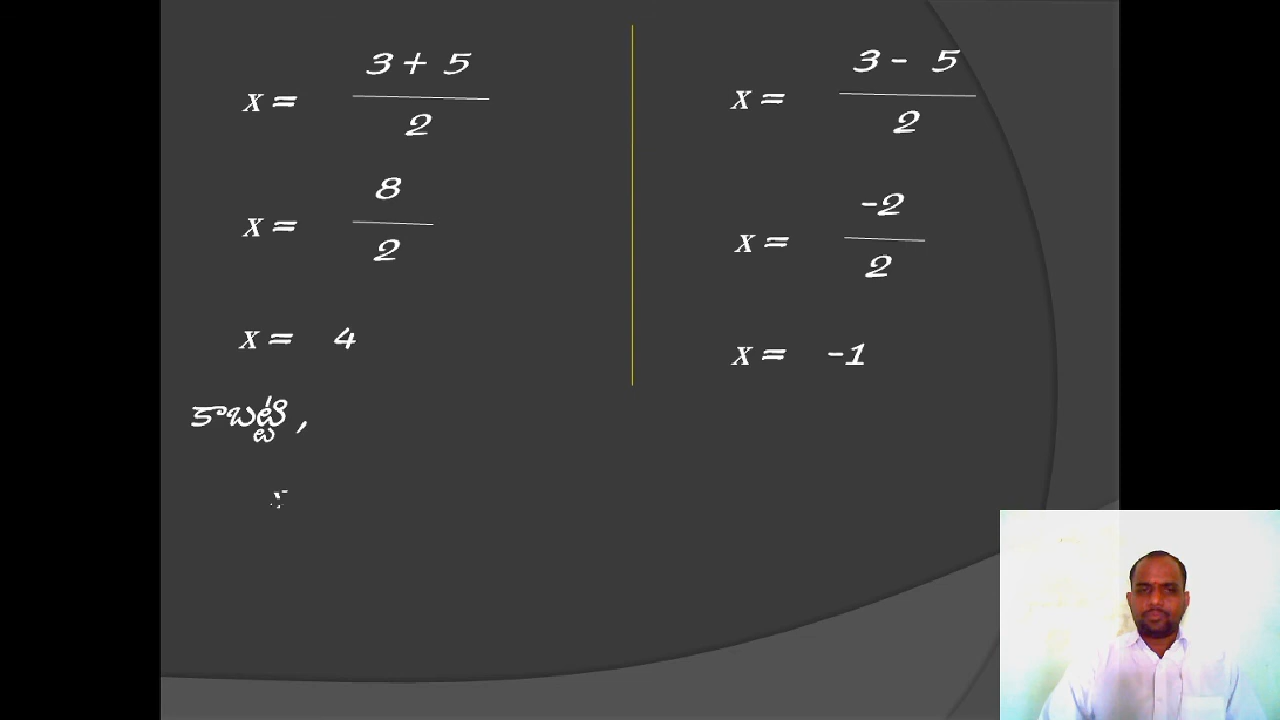 x = 3 + 5 / 2
x = 8 / 2
x = 4
x = 3 - 5 / 2
x = -2 / 2
x = -1
కాబట్టి ,